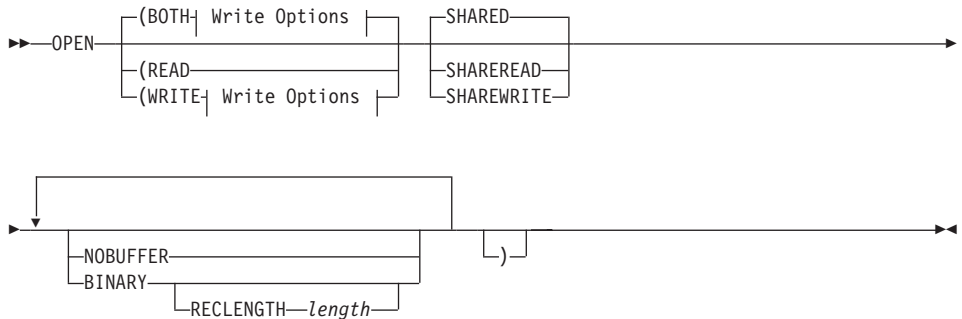 (BOTH Write Options SHARED
OPEN
(READ SHAREREAD
(WRITE Write Options SHAREWRITE
NOBUFFER )
BINARY
RECLENGTH length